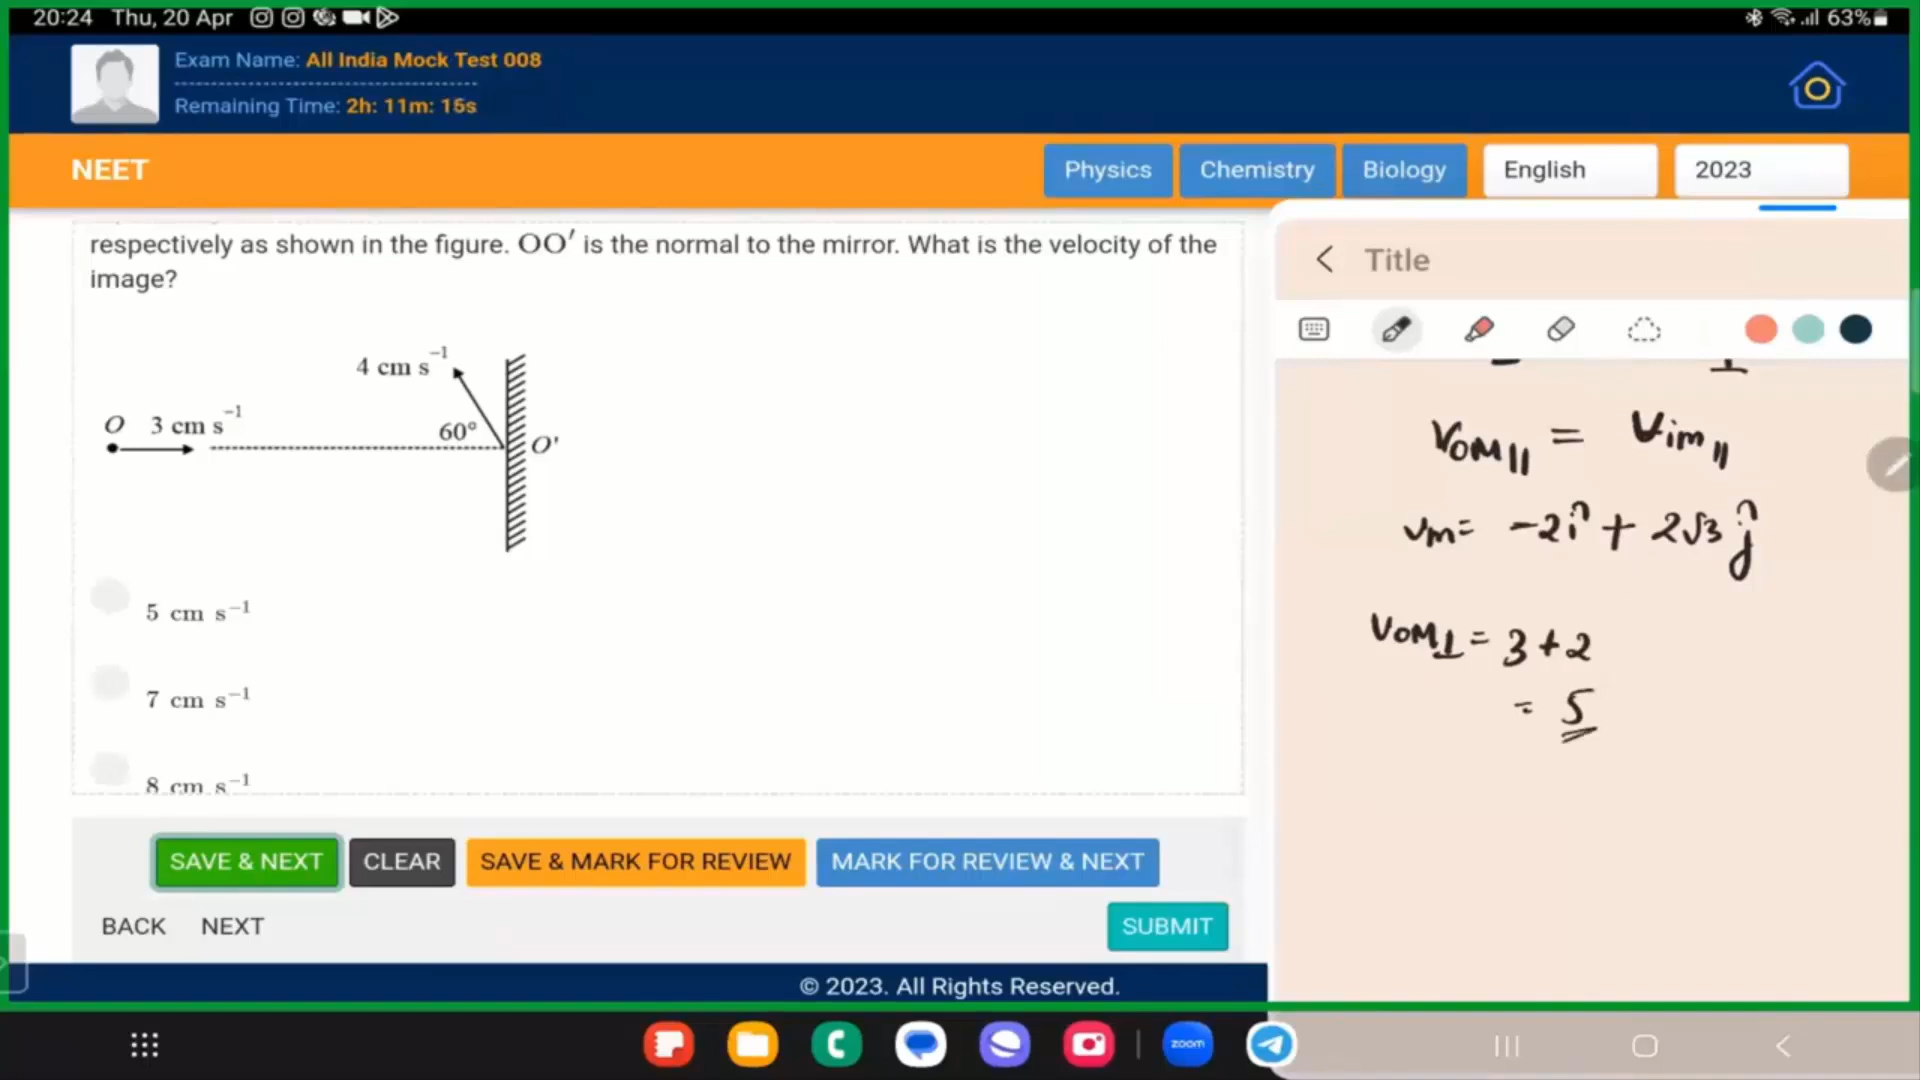 20:24 Thu, 20 Apr
63%
Exam Name: All India Mock Test 008
Remaining Time: 2h: 11m: 15s
NEET
Physics
Chemistry
Biology
English
2023
respectively as shown in the figure. OO′ is the normal to the mirror. What is the velocity of the
image?
4 cm s⁻¹
O 3 cm s⁻¹
60°
O'
5 cm s⁻¹
7 cm s⁻¹
8 cm s⁻¹
SAVE & NEXT
CLEAR
SAVE & MARK FOR REVIEW
MARK FOR REVIEW & NEXT
BACK
NEXT
SUBMIT
© 2023. All Rights Reserved.
Title
VOM|| = Vim||
vm= -2î + 2√3 ĵ
VOM⊥ = 3+2
= 5
zoom